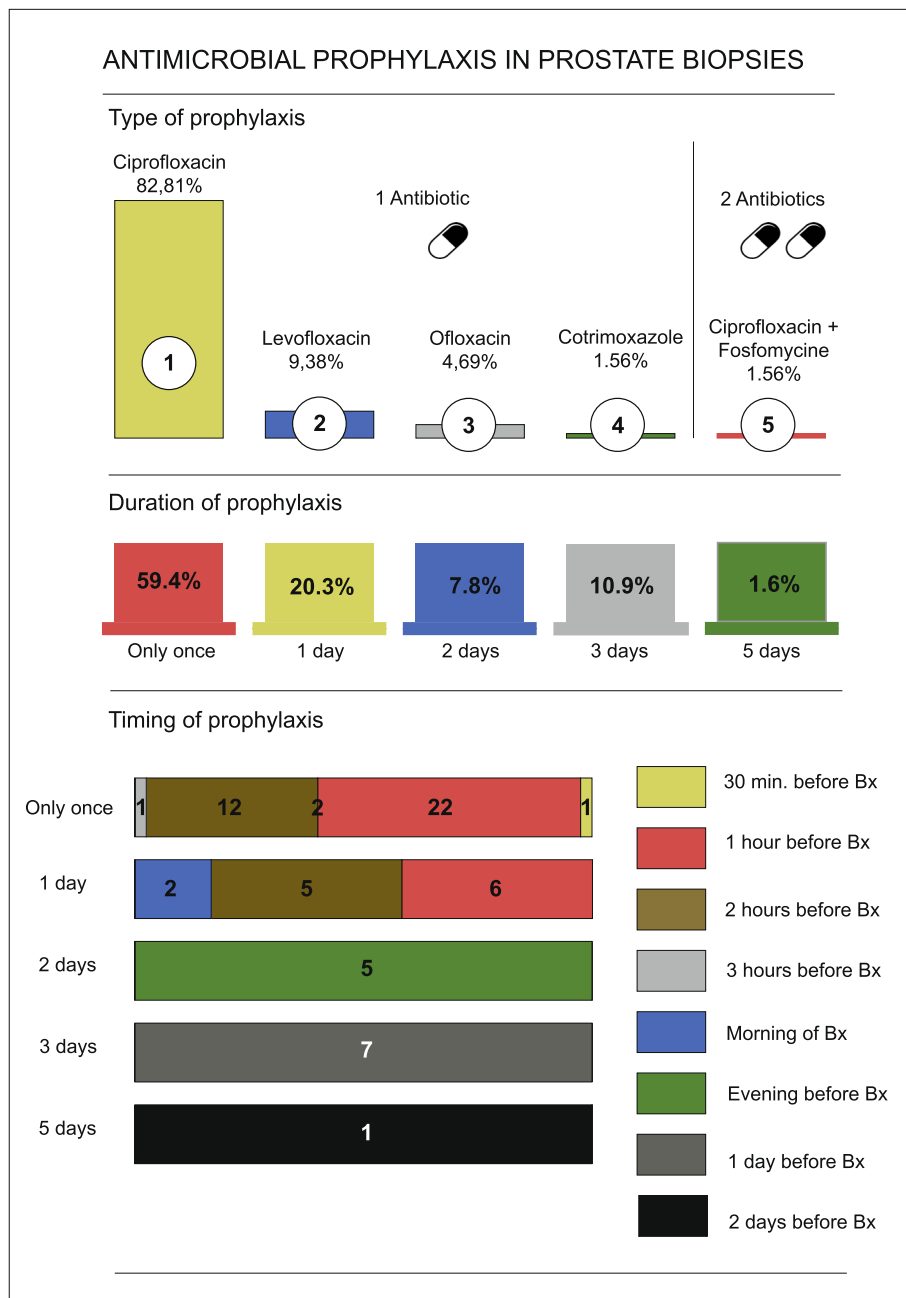 ANTIMICROBIAL PROPHYLAXIS IN PROSTATE BIOPSIES
Type of prophylaxis
Ciprofloxacin
82,81%
1 Antibiotic
2 Antibiotics
Levofloxacin
9,38%
Ofloxacin
4,69%
Cotrimoxazole
1.56%
Ciprofloxacin +
Fosfomycine
1.56%
1
2
3
4
5
Duration of prophylaxis
59.4%
20.3%
7.8%
10.9%
1.6%
Only once
1 day
2 days
3 days
5 days
Timing of prophylaxis
Only once
1
12
2
22
1
1 day
2
5
6
2 days
5
3 days
7
5 days
1
30 min. before Bx
1 hour before Bx
2 hours before Bx
3 hours before Bx
Morning of Bx
Evening before Bx
1 day before Bx
2 days before Bx